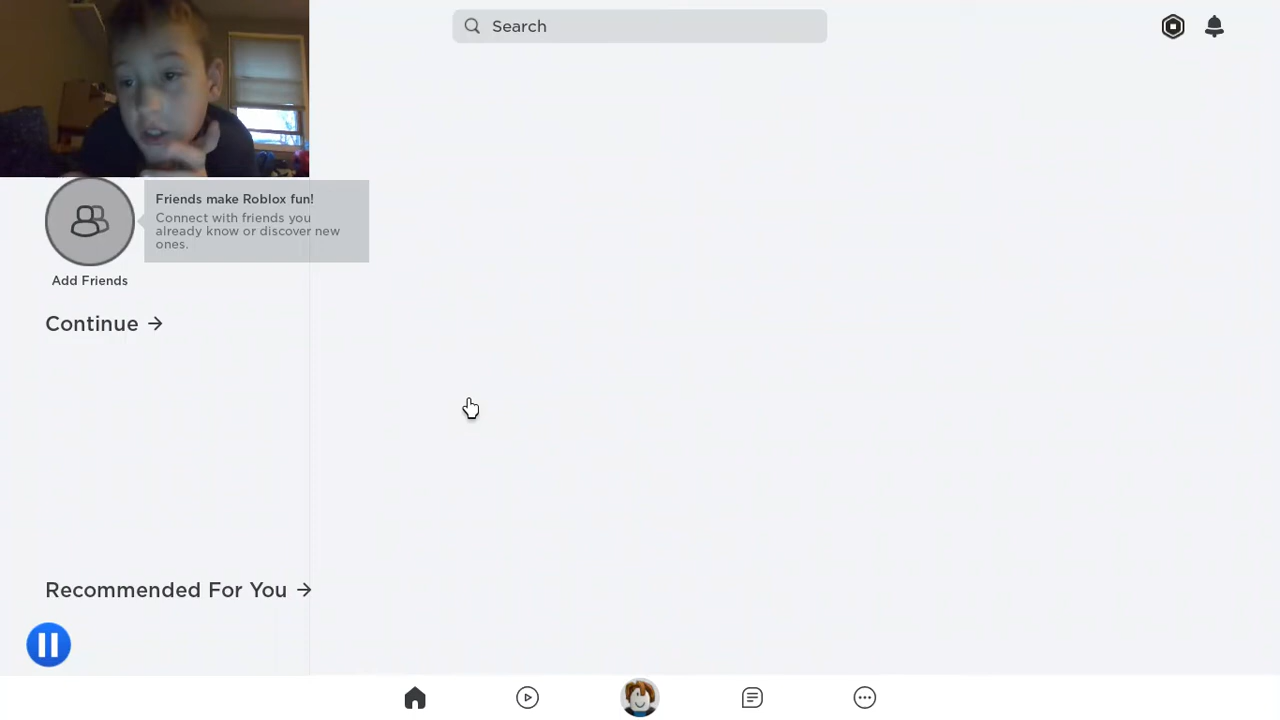 Search
Friends make Roblox fun!
Connect with friends you
already know or discover new
ones.
Add Friends
Continue
Recommended For You